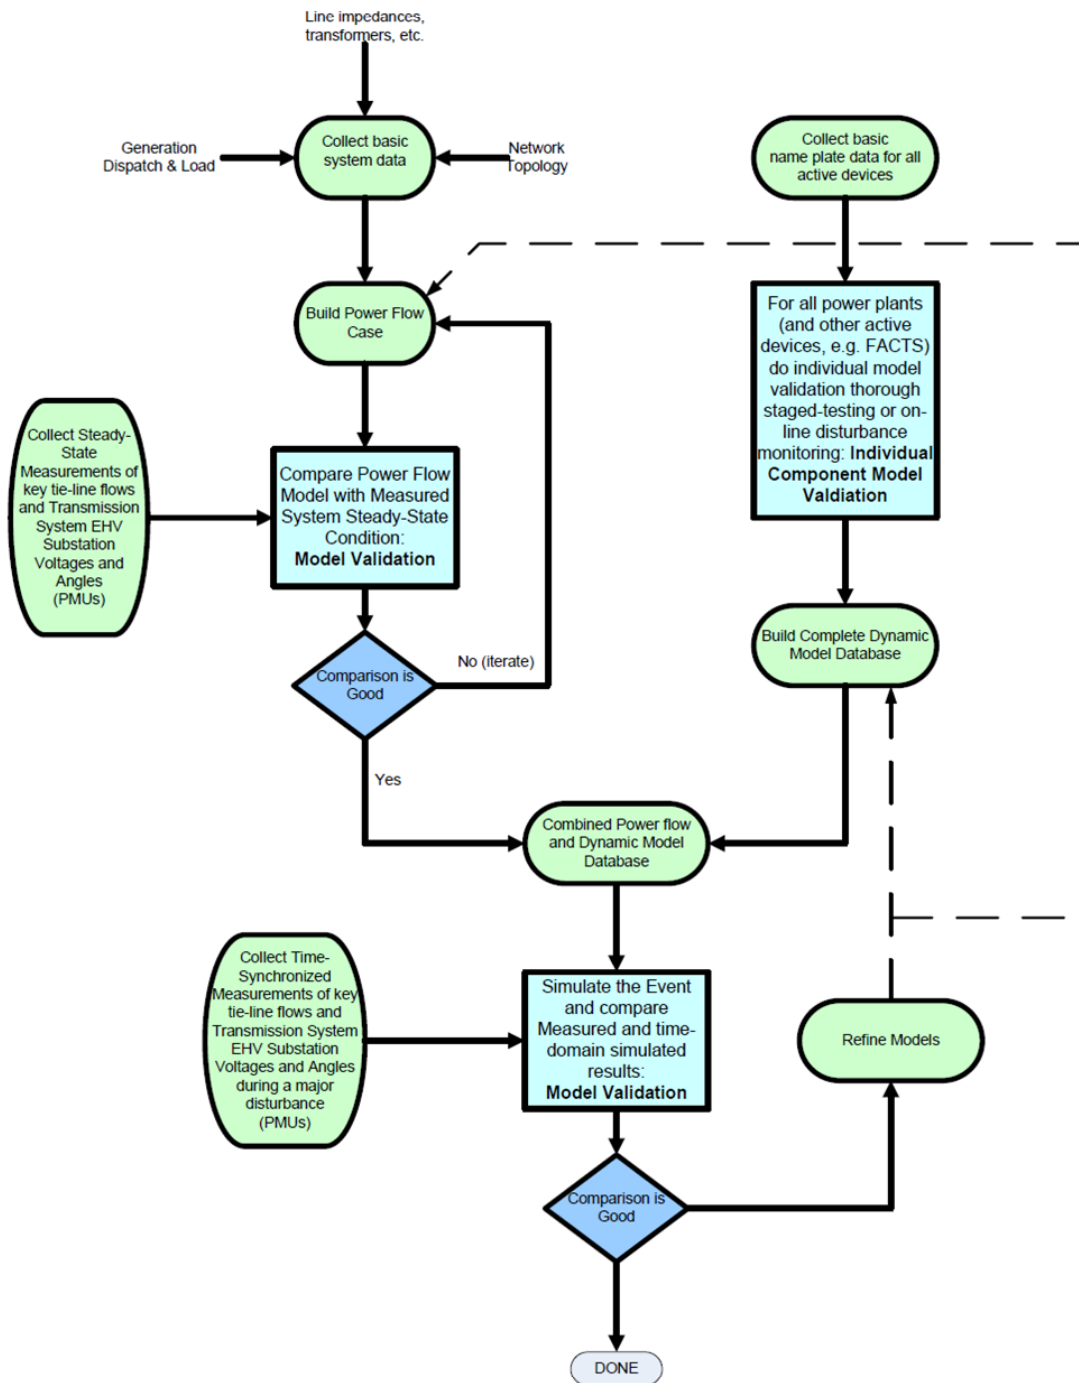 Line impedances,
transformers, etc.
Generation
Dispatch & Load
Collect basic
system data
Network
Topology
Collect basic
name plate data for all
active devices
Build Power Flow
Case
For all power plants
(and other active
devices, e.g. FACTS)
do individual model
validation thorough
staged-testing or on-
line disturbance
monitoring: Individual
Component Model
Valdiation
Collect Steady-
State
Measurements of
key tie-line flows
and Transmission
System EHV
Substation
Voltages and
Angles
(PMUs)
Compare Power Flow
Model with Measured
System Steady-State
Condition:
Model Validation
Comparison is
Good
No (iterate)
Yes
Build Complete Dynamic
Model Database
Combined Power flow
and Dynamic Model
Database
Collect Time-
Synchronized
Measurements of key
tie-line flows and
Transmission System
EHV Substation
Voltages and Angles
during a major
disturbance
(PMUs)
Simulate the Event
and compare
Measured and time-
domain simulated
results:
Model Validation
Refine Models
Comparison is
Good
DONE